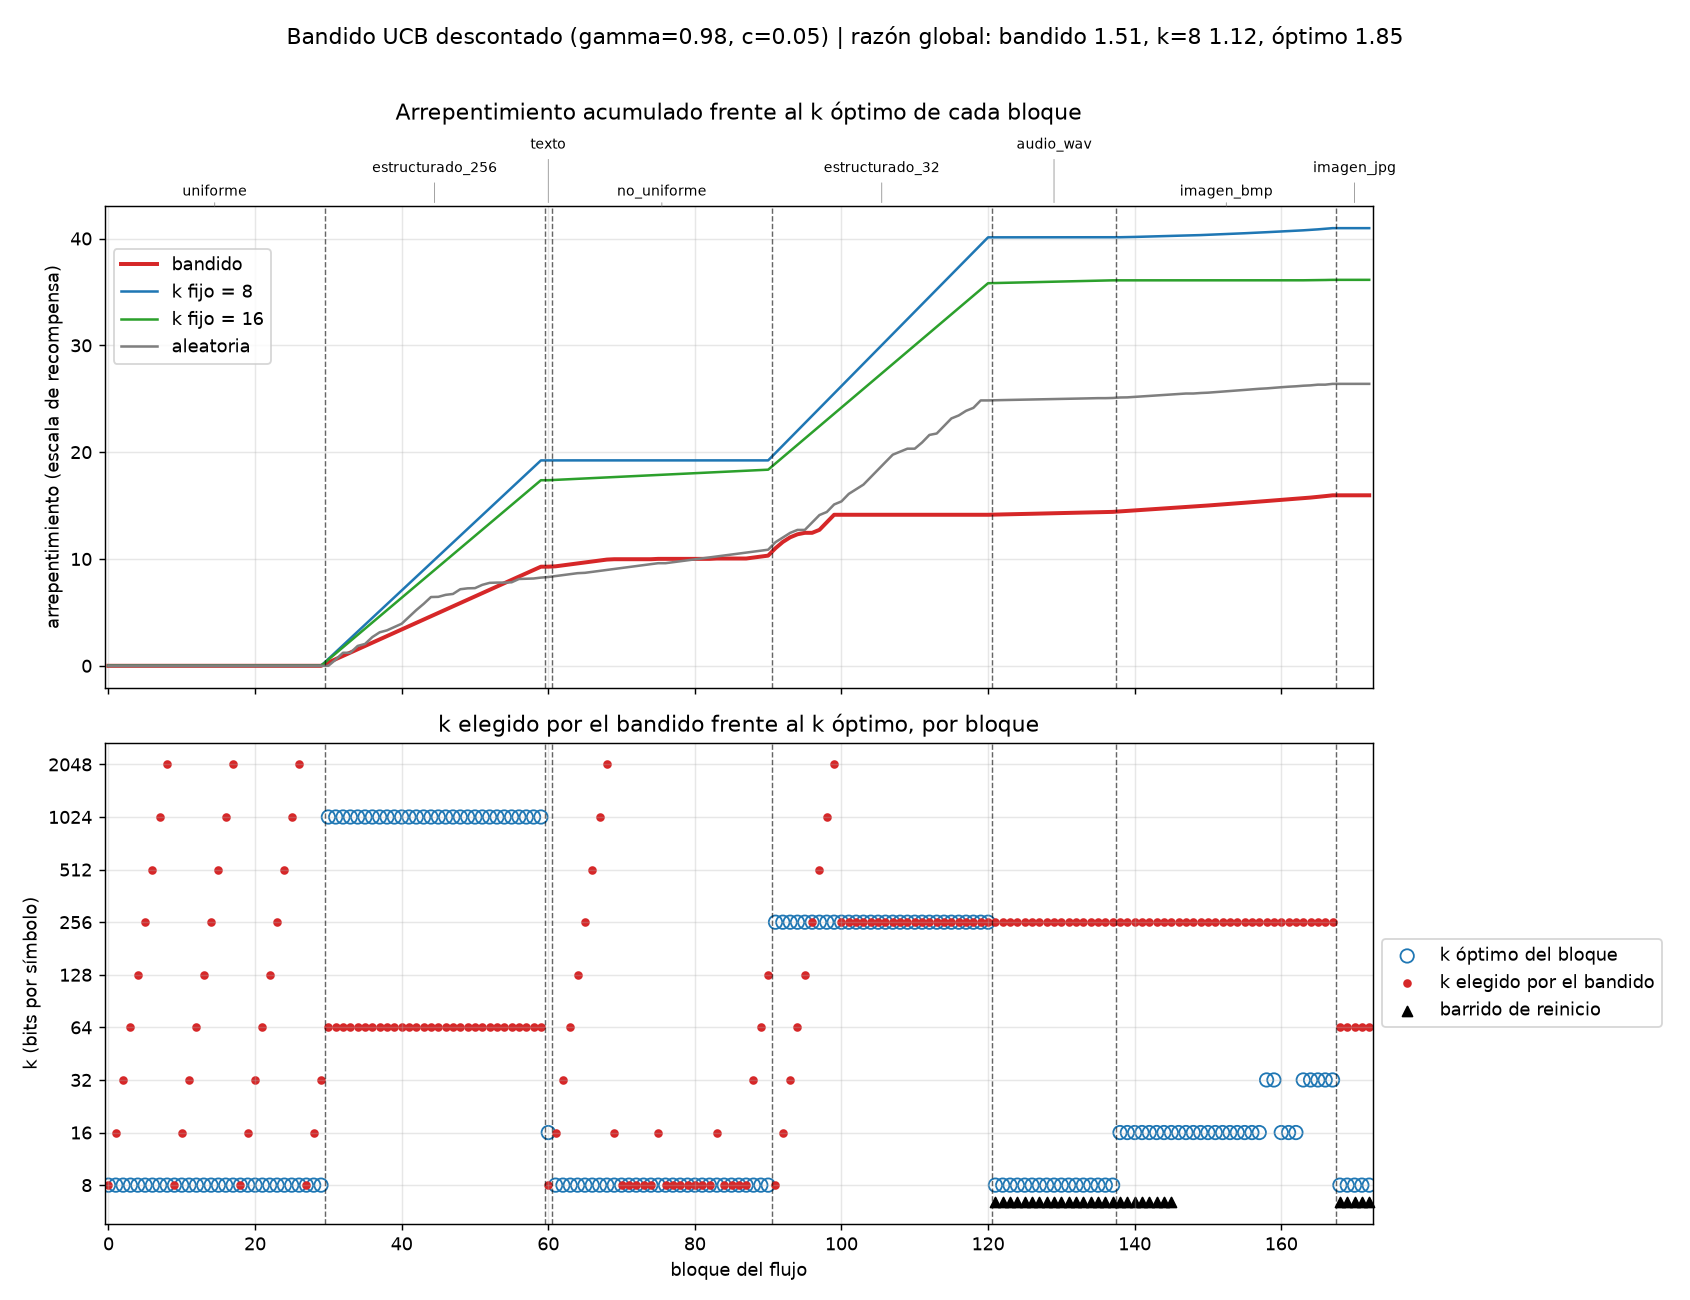 Bandido UCB descontado (gamma=0.98, c=0.05) | razón global: bandido 1.51, k=8 1.12, óptimo 1.85
Arrepentimiento acumulado frente al k óptimo de cada bloque
texto
audio_wav
estructurado_256
estructurado_32
imagen_jpg
uniforme
no_uniforme
imagen_bmp
arrepentimiento (escala de recompensa)
40
30
20
10
0
bandido
k fijo = 8
k fijo = 16
aleatoria
k elegido por el bandido frente al k óptimo, por bloque
k (bits por símbolo)
2048
1024
512
256
128
64
32
16
8
k óptimo del bloque
k elegido por el bandido
barrido de reinicio
0 20 40 60 80 100 120 140 160
bloque del flujo